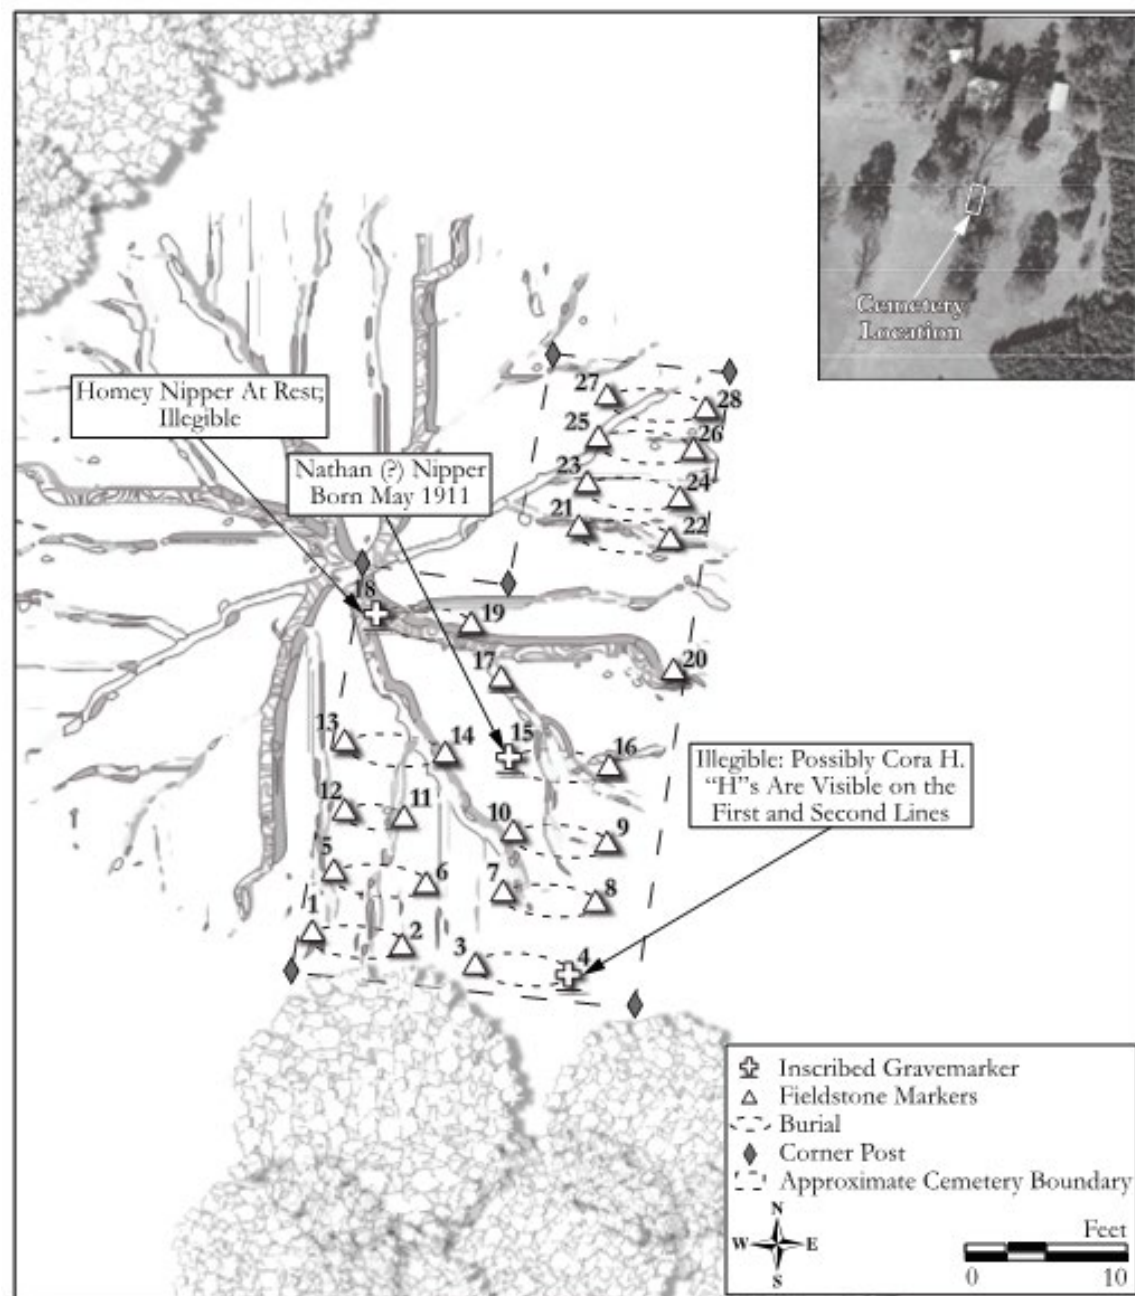 Cemetery
Location
Homey Nipper At Rest;
Illegible
Nathan (?) Nipper
Born May 1911
27
28
25
26
23
24
21
22
8
19
17
20
13
14
15
16
Illegible: Possibly Cora H.
"H"s Are Visible on the
First and Second Lines
12
11
10
9
5
6
7
8
1
2
3
4
Inscribed Gravemarker
Fieldstone Markers
Burial
Corner Post
Approximate Cemetery Boundary
N
W E
S
Feet
0 10